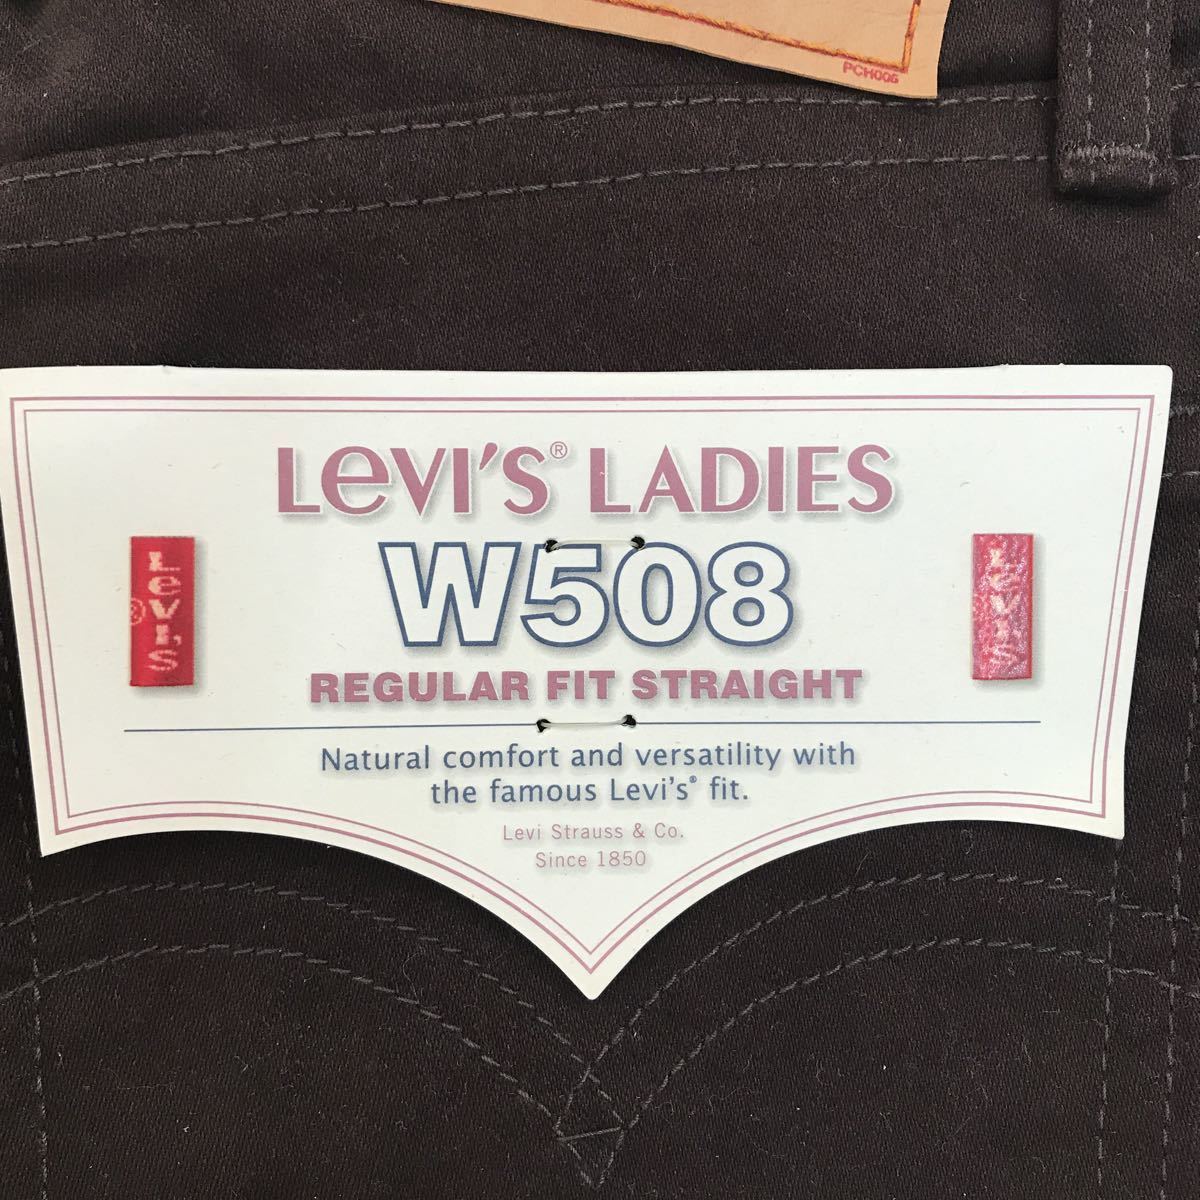 PCH006
Levi's® LADIES
W508
REGULAR FIT STRAIGHT
Levi's
®
Levi's
Natural comfort and versatility with
the famous Levi's® fit.
Levi Strauss & Co.
Since 1850